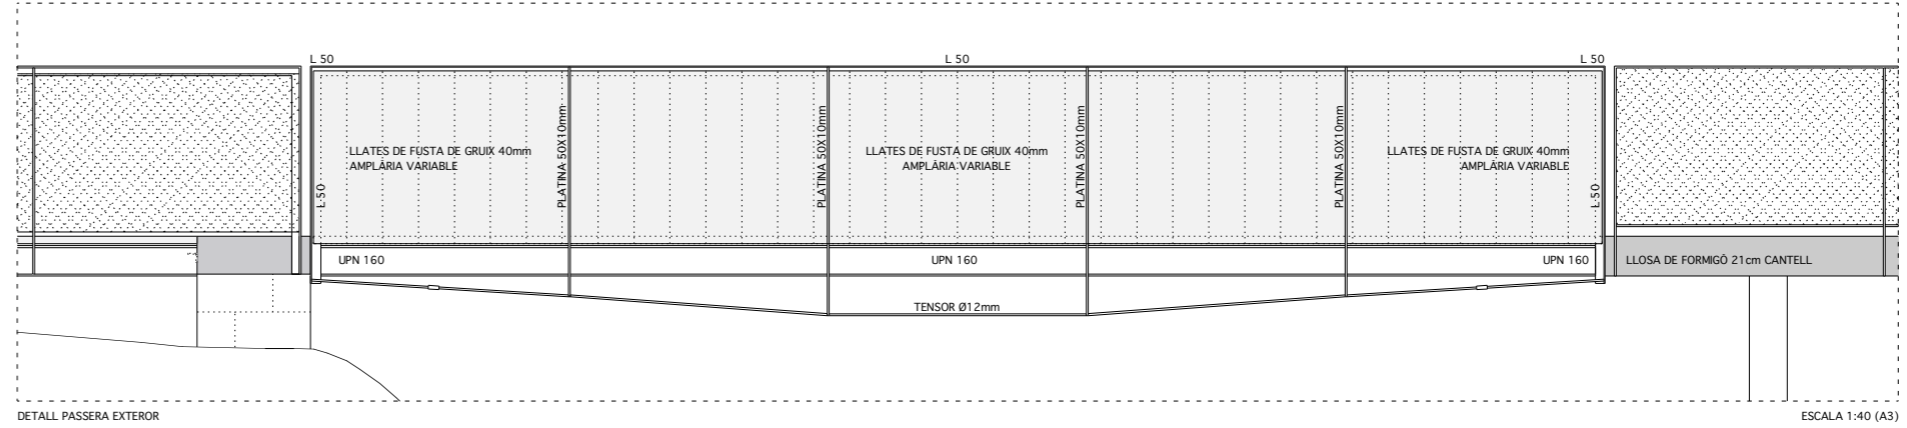 L 50
L 50
L 50
LLATES DE FUSTA DE GRUIX 40mm
AMPLÀRIA VARIABLE
L 50
PLATINA 50X10mm
PLATINA 50X10mm
LLATES DE FUSTA DE GRUIX 40mm
AMPLÀRIA VARIABLE
PLATINA 50X10mm
PLATINA 50X10mm
LLATES DE FUSTA DE GRUIX 40mm
AMPLÀRIA VARIABLE
L 50
UPN 160
UPN 160
UPN 160
LLOSA DE FORMIGÓ 21cm CANTELL
TENSOR Ø12mm
DETALL PASSERA EXTEROR
ESCALA 1:40 (A3)